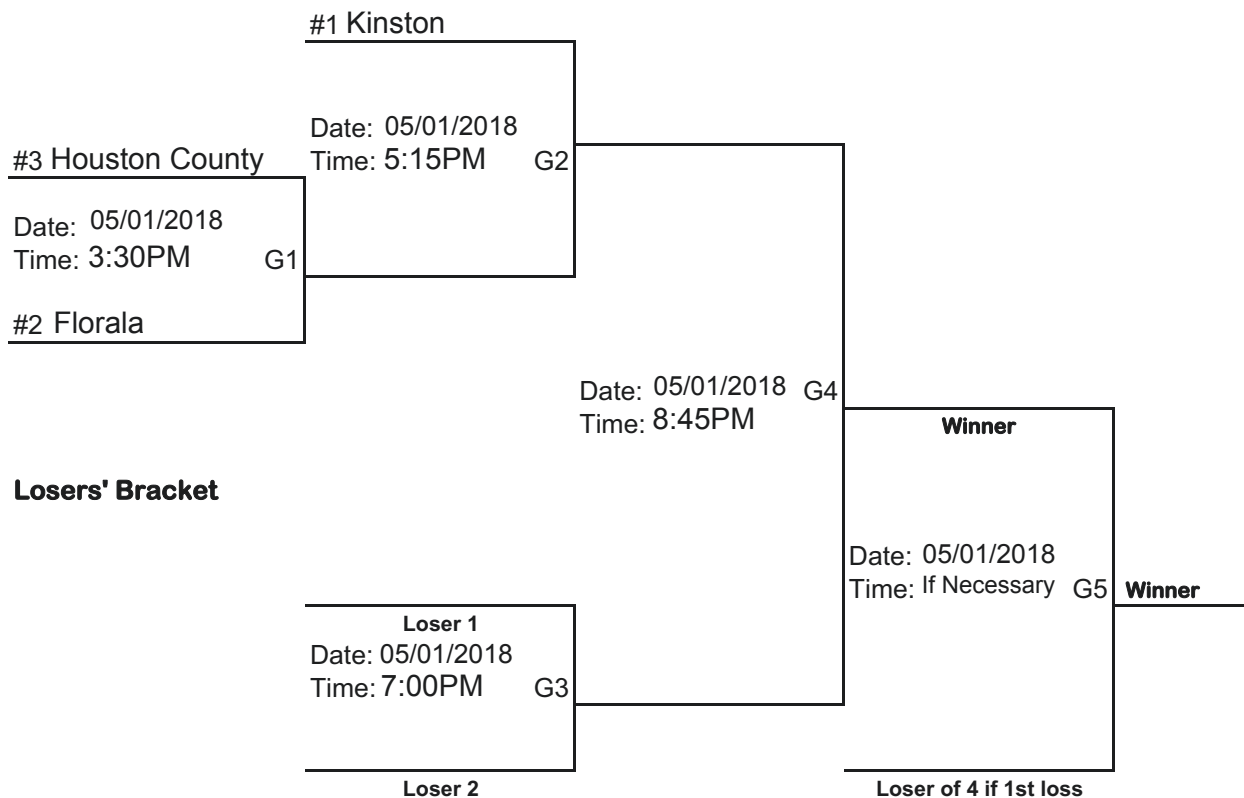 #1 Kinston
Date: 05/01/2018
Time: 5:15PM G2
#3 Houston County
Date: 05/01/2018
Time: 3:30PM G1
#2 Florala
Date: 05/01/2018 G4
Time: 8:45PM
Winner
Losers' Bracket
Date: 05/01/2018
Time: If Necessary G5 Winner
Loser 1
Date: 05/01/2018
Time: 7:00PM G3
Loser 2
Loser of 4 if 1st loss